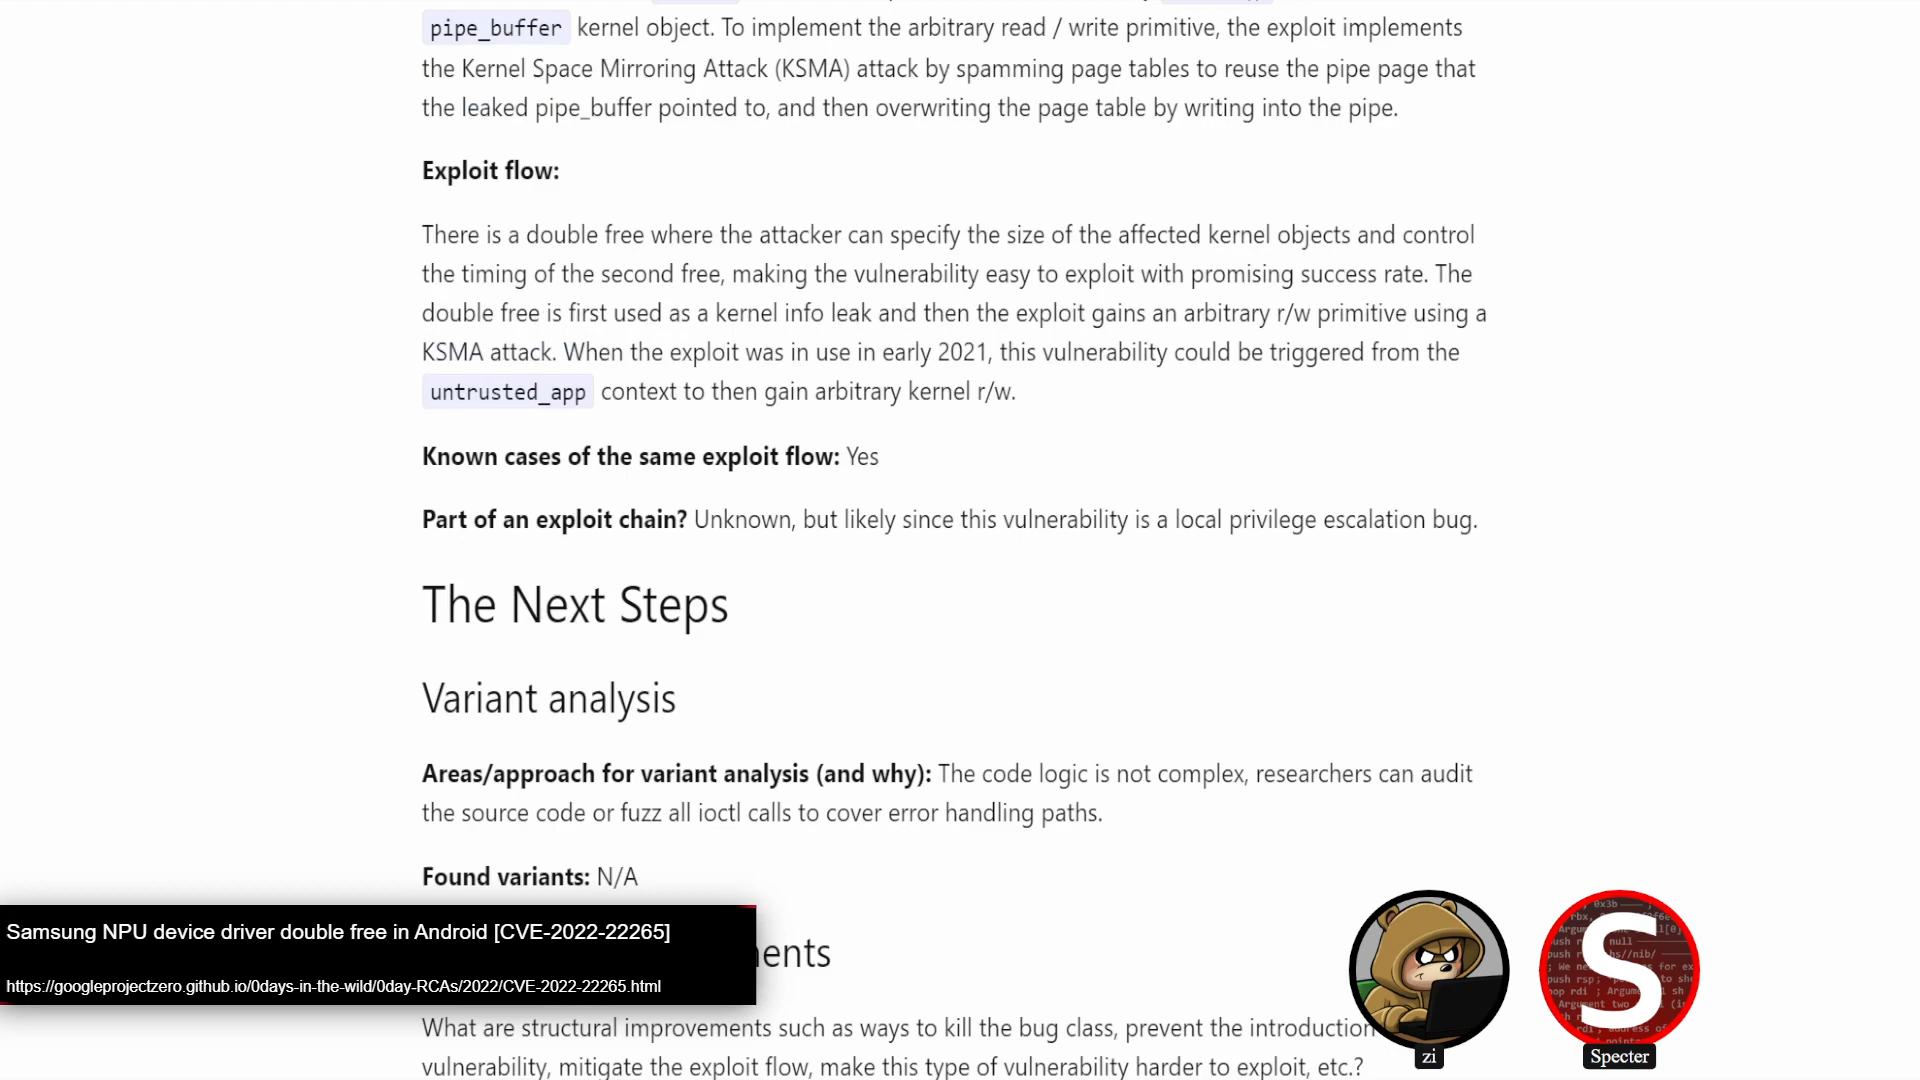 pipe_buffer kernel object. To implement the arbitrary read / write primitive, the exploit implements
the Kernel Space Mirroring Attack (KSMA) attack by spamming page tables to reuse the pipe page that
the leaked pipe_buffer pointed to, and then overwriting the page table by writing into the pipe.
Exploit flow:
There is a double free where the attacker can specify the size of the affected kernel objects and control
the timing of the second free, making the vulnerability easy to exploit with promising success rate. The
double free is first used as a kernel info leak and then the exploit gains an arbitrary r/w primitive using a
KSMA attack. When the exploit was in use in early 2021, this vulnerability could be triggered from the
untrusted_app context to then gain arbitrary kernel r/w.
Known cases of the same exploit flow: Yes
Part of an exploit chain? Unknown, but likely since this vulnerability is a local privilege escalation bug.
The Next Steps
Variant analysis
Areas/approach for variant analysis (and why): The code logic is not complex, researchers can audit
the source code or fuzz all ioctl calls to cover error handling paths.
Found variants: N/A
Samsung NPU device driver double free in Android [CVE-2022-22265]
ents
https://googleprojectzero.github.io/0days-in-the-wild/0day-RCAs/2022/CVE-2022-22265.html
What are structural improvements such as ways to kill the bug class, prevent the introduction
vulnerability, mitigate the exploit flow, make this type of vulnerability harder to exploit, etc.?
S
zi
Specter